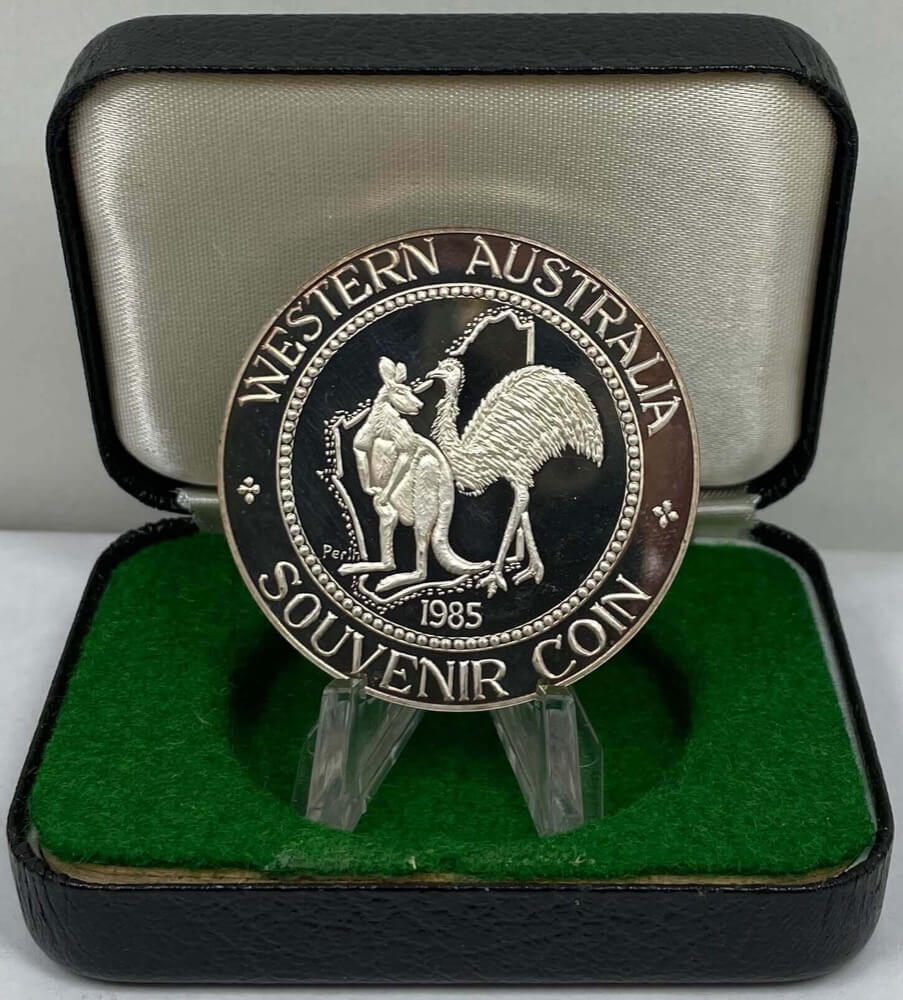 WESTERN AUSTRALIA
Perth
1985
SOUVENIR COIN